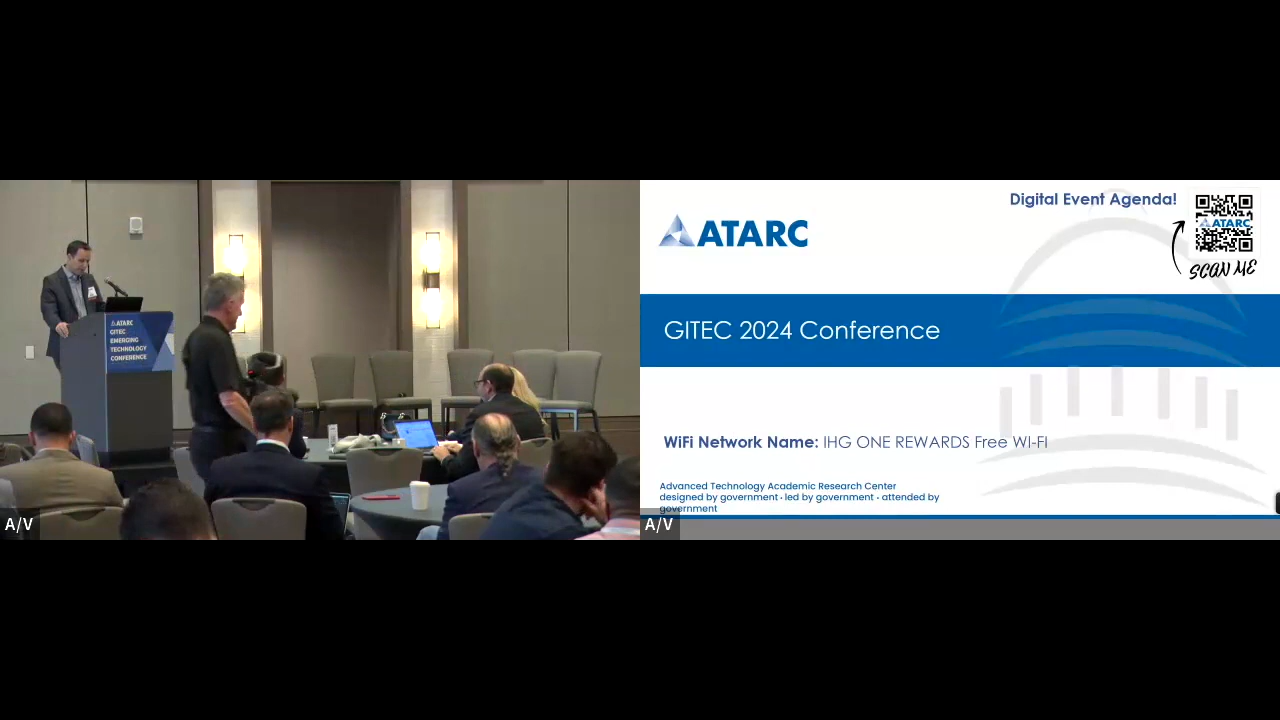 ATARC
GITEC
EMERGING
TECHNOLOGY
CONFERENCE
A/V
Digital Event Agenda!
ATARC
ATARC
SCAN ME
GITEC 2024 Conference
WiFi Network Name: IHG ONE REWARDS Free WI-FI
Advanced Technology Academic Research Center
designed by government • led by government • attended by
government
A/V